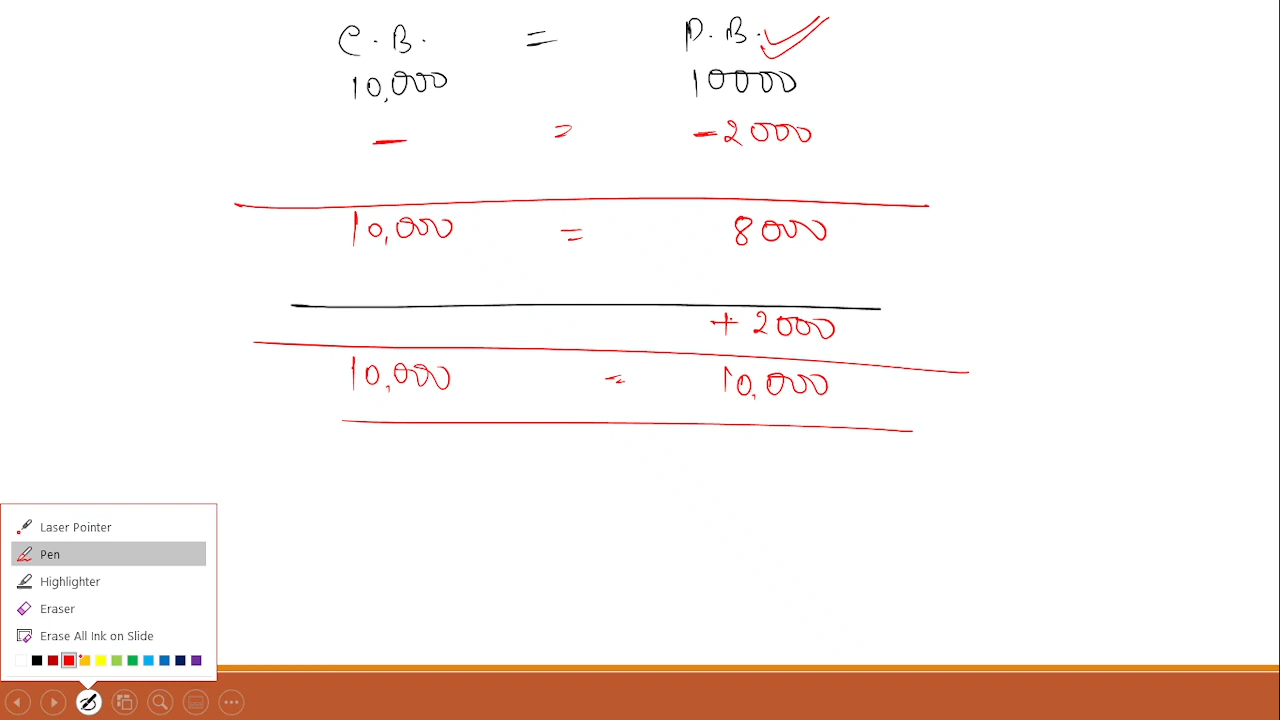 C.B. = P.B.
10,000 10000
- = -2000
10,000 = 8000
+ 2000
10,000 = 10,000
Laser Pointer
Pen
Highlighter
Eraser
Erase All Ink on Slide